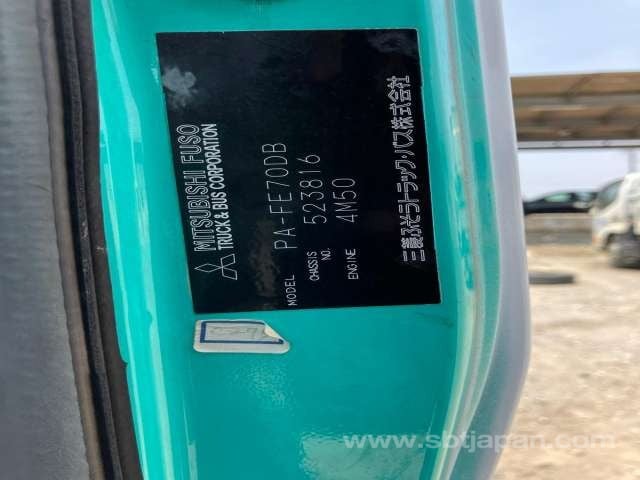 MITSUBISHI FUSO
TRUCK & BUS CORPORATION
MODEL PA-FE70DB
CHASSIS NO. 523816
ENGINE 4N50
三菱ふそうトラック・バス株式会社
www.sbtjapan.com